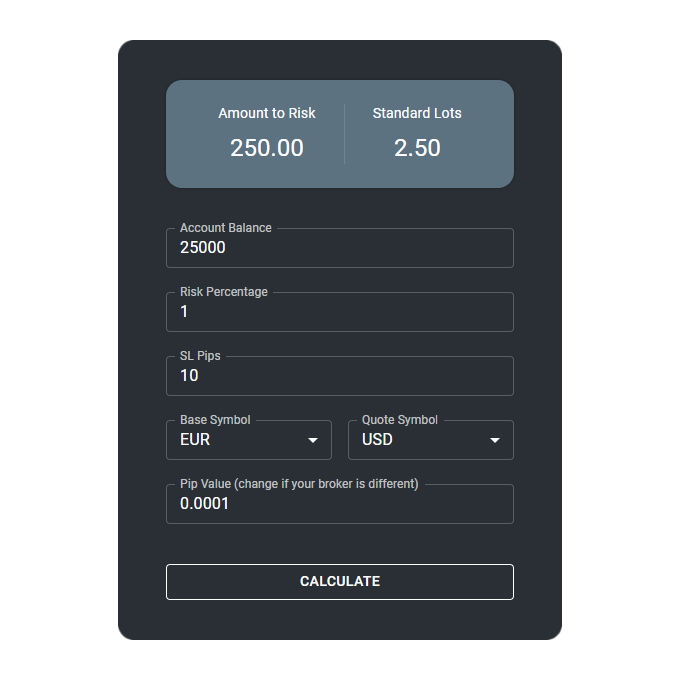 Amount to Risk
Standard Lots
250.00
2.50
Account Balance
25000
Risk Percentage
1
SL Pips
10
Base Symbol
Quote Symbol
EUR
USD
Pip Value (change if your broker is different)
0.0001
CALCULATE